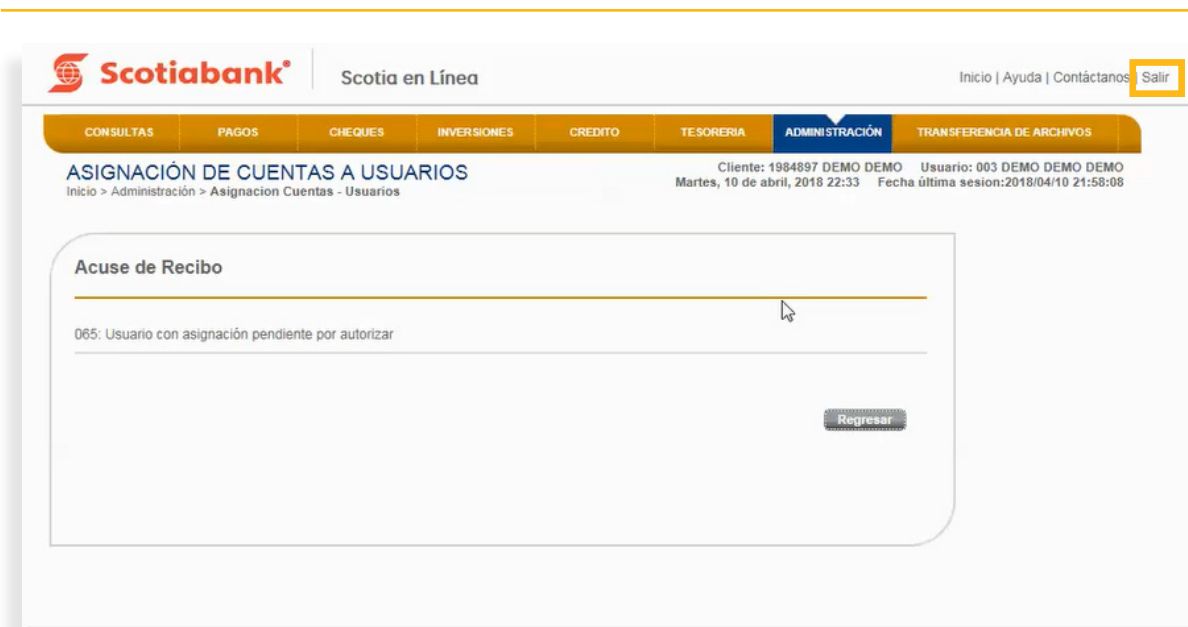 Scotiabank® Scotia en Línea Inicio | Ayuda | Contáctanos | Salir
CONSULTAS PAGOS CHEQUES INVERSIONES CREDITO TESORERIA ADMINISTRACIÓN TRANSFERENCIA DE ARCHIVOS
ASIGNACIÓN DE CUENTAS A USUARIOS
Cliente: 1984897 DEMO DEMO Usuario: 003 DEMO DEMO DEMO
Inicio > Administración > Asignacion Cuentas - Usuarios
Martes, 10 de abril, 2018 22:33 Fecha última sesion:2018/04/10 21:58:08
Acuse de Recibo
065: Usuario con asignación pendiente por autorizar
Regresar